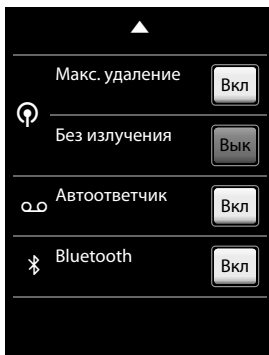 Макс. удаление
Вкл
Без излучения
Вык
Автоответчик
Вкл
Bluetooth
Вкл